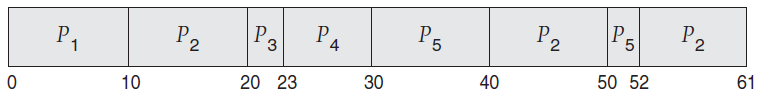 P₁ P₂ P₃ P₄ P₅ P₂ P₅ P₂
0 10 20 23 30 40 50 52 61